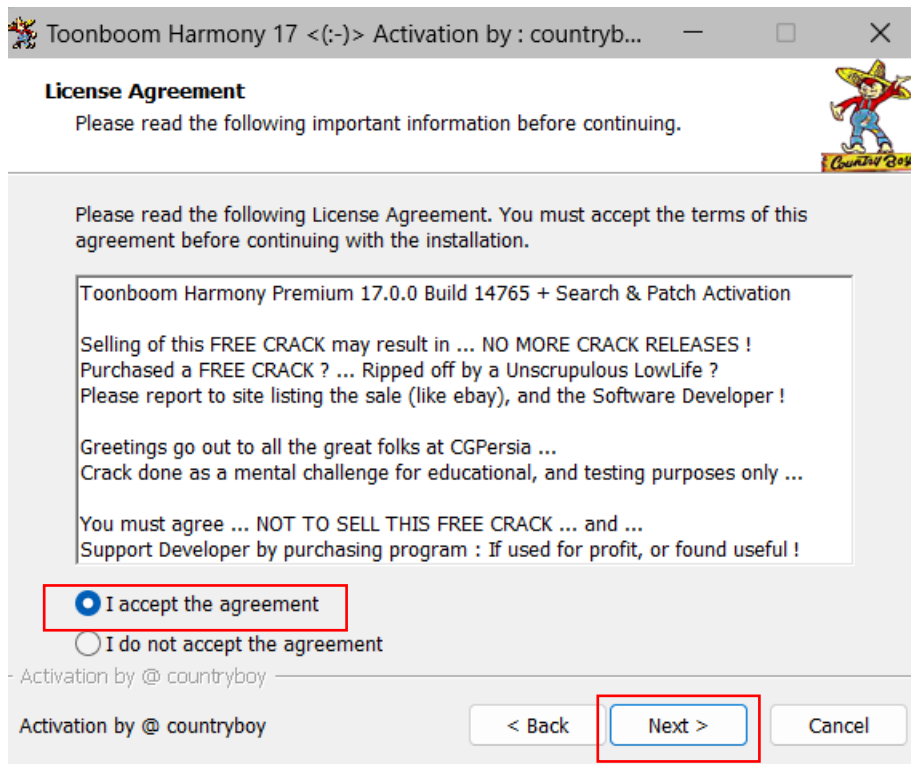 Toonboom Harmony 17 <(:-)> Activation by : countryb...
License Agreement
Please read the following important information before continuing.
Country Boy
Please read the following License Agreement. You must accept the terms of this
agreement before continuing with the installation.
Toonboom Harmony Premium 17.0.0 Build 14765 + Search & Patch Activation
Selling of this FREE CRACK may result in ... NO MORE CRACK RELEASES !
Purchased a FREE CRACK ? ... Ripped off by a Unscrupulous LowLife ?
Please report to site listing the sale (like ebay), and the Software Developer !
Greetings go out to all the great folks at CGPersia ...
Crack done as a mental challenge for educational, and testing purposes only ...
You must agree ... NOT TO SELL THIS FREE CRACK ... and ...
Support Developer by purchasing program : If used for profit, or found useful !
I accept the agreement
I do not accept the agreement
Activation by @ countryboy
Activation by @ countryboy
< Back
Next >
Cancel